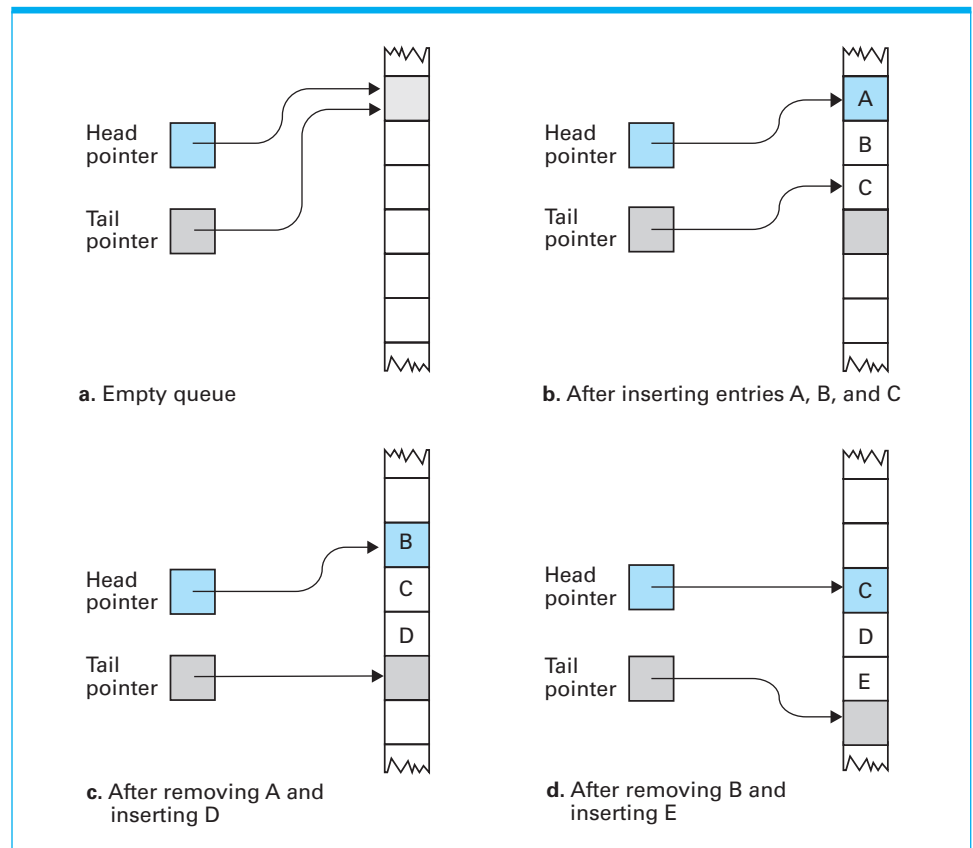 Head
pointer
Tail
pointer
a. Empty queue
Head
pointer
Tail
pointer
A
B
C
b. After inserting entries A, B, and C
Head
pointer
Tail
pointer
B
C
D
c. After removing A and
inserting D
Head
pointer
Tail
pointer
C
D
E
d. After removing B and
inserting E